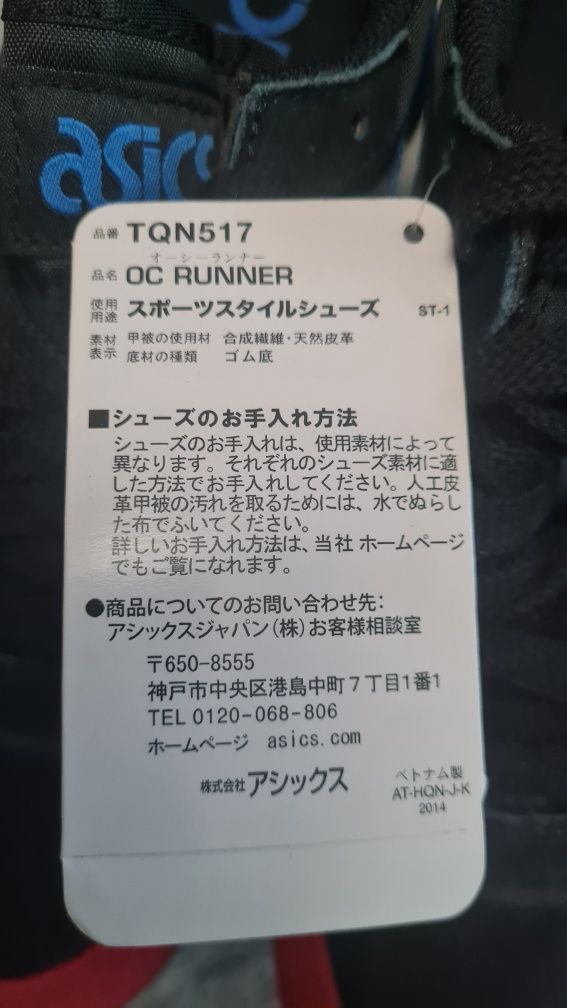 asics
品番 TQN517
オーシーランナー
品名 OC RUNNER
使用用途 スポーツスタイルシューズ ST-1
素材表示 甲被の使用材 合成繊維・天然皮革
底材の種類 ゴム底
■シューズのお手入れ方法
シューズのお手入れは、使用素材によって
異なります。それぞれのシューズ素材に適
した方法でお手入れしてください。人工皮
革甲被の汚れを取るためには、水でぬらし
た布でふいてください。
詳しいお手入れ方法は、当社 ホームページ
でもご覧になれます。
●商品についてのお問い合わせ先：
アシックスジャパン(株)お客様相談室
〒650-8555
神戸市中央区港島中町7丁目1番1
TEL 0120-068-806
ホームページ asics.com
株式会社 アシックス
ベトナム製
AT-HQN-J-K
2014